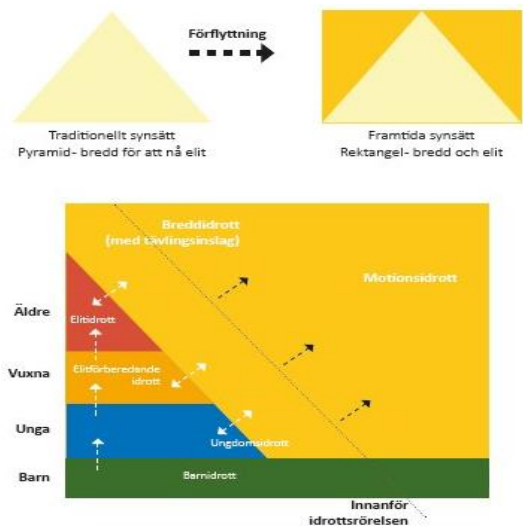 Förflyttning
Traditionellt synsätt
Pyramid- bredd för att nå elit
Framtida synsätt
Rektangel- bredd och elit
Breddidrott
(med tävlingsinslag)
Motionsidrott
Äldre
Elitidrott
Vuxna
Elitförberedande
idrott
Unga
Ungdomsidrott
Barn
Barnidrott
Innanför
idrottsrörelsen